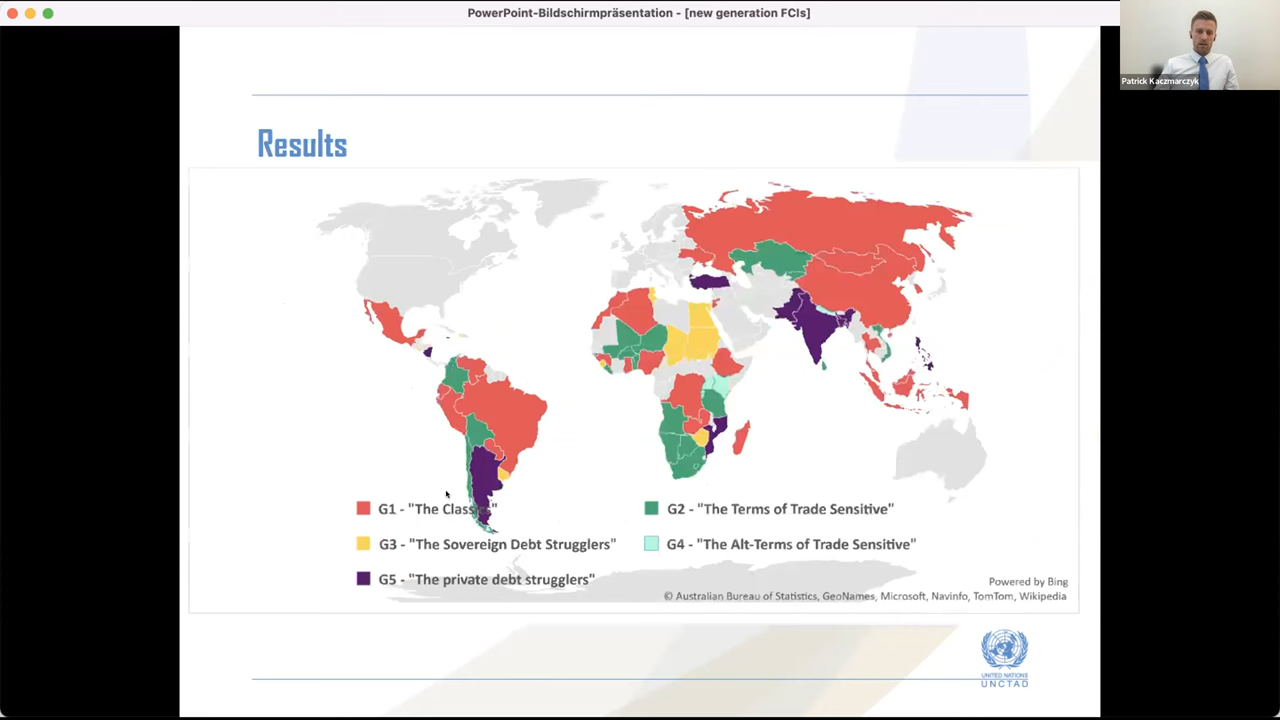 PowerPoint-Bildschirmpräsentation - [new generation FCIs]
Patrick Kaczmarczyk
Results
G1 - "The Classics"
G2 - "The Terms of Trade Sensitive"
G3 - "The Sovereign Debt Strugglers"
G4 - "The Alt-Terms of Trade Sensitive"
G5 - "The private debt strugglers"
Powered by Bing
© Australian Bureau of Statistics, GeoNames, Microsoft, Navinfo, TomTom, Wikipedia
UNITED NATIONS
UNCTAD